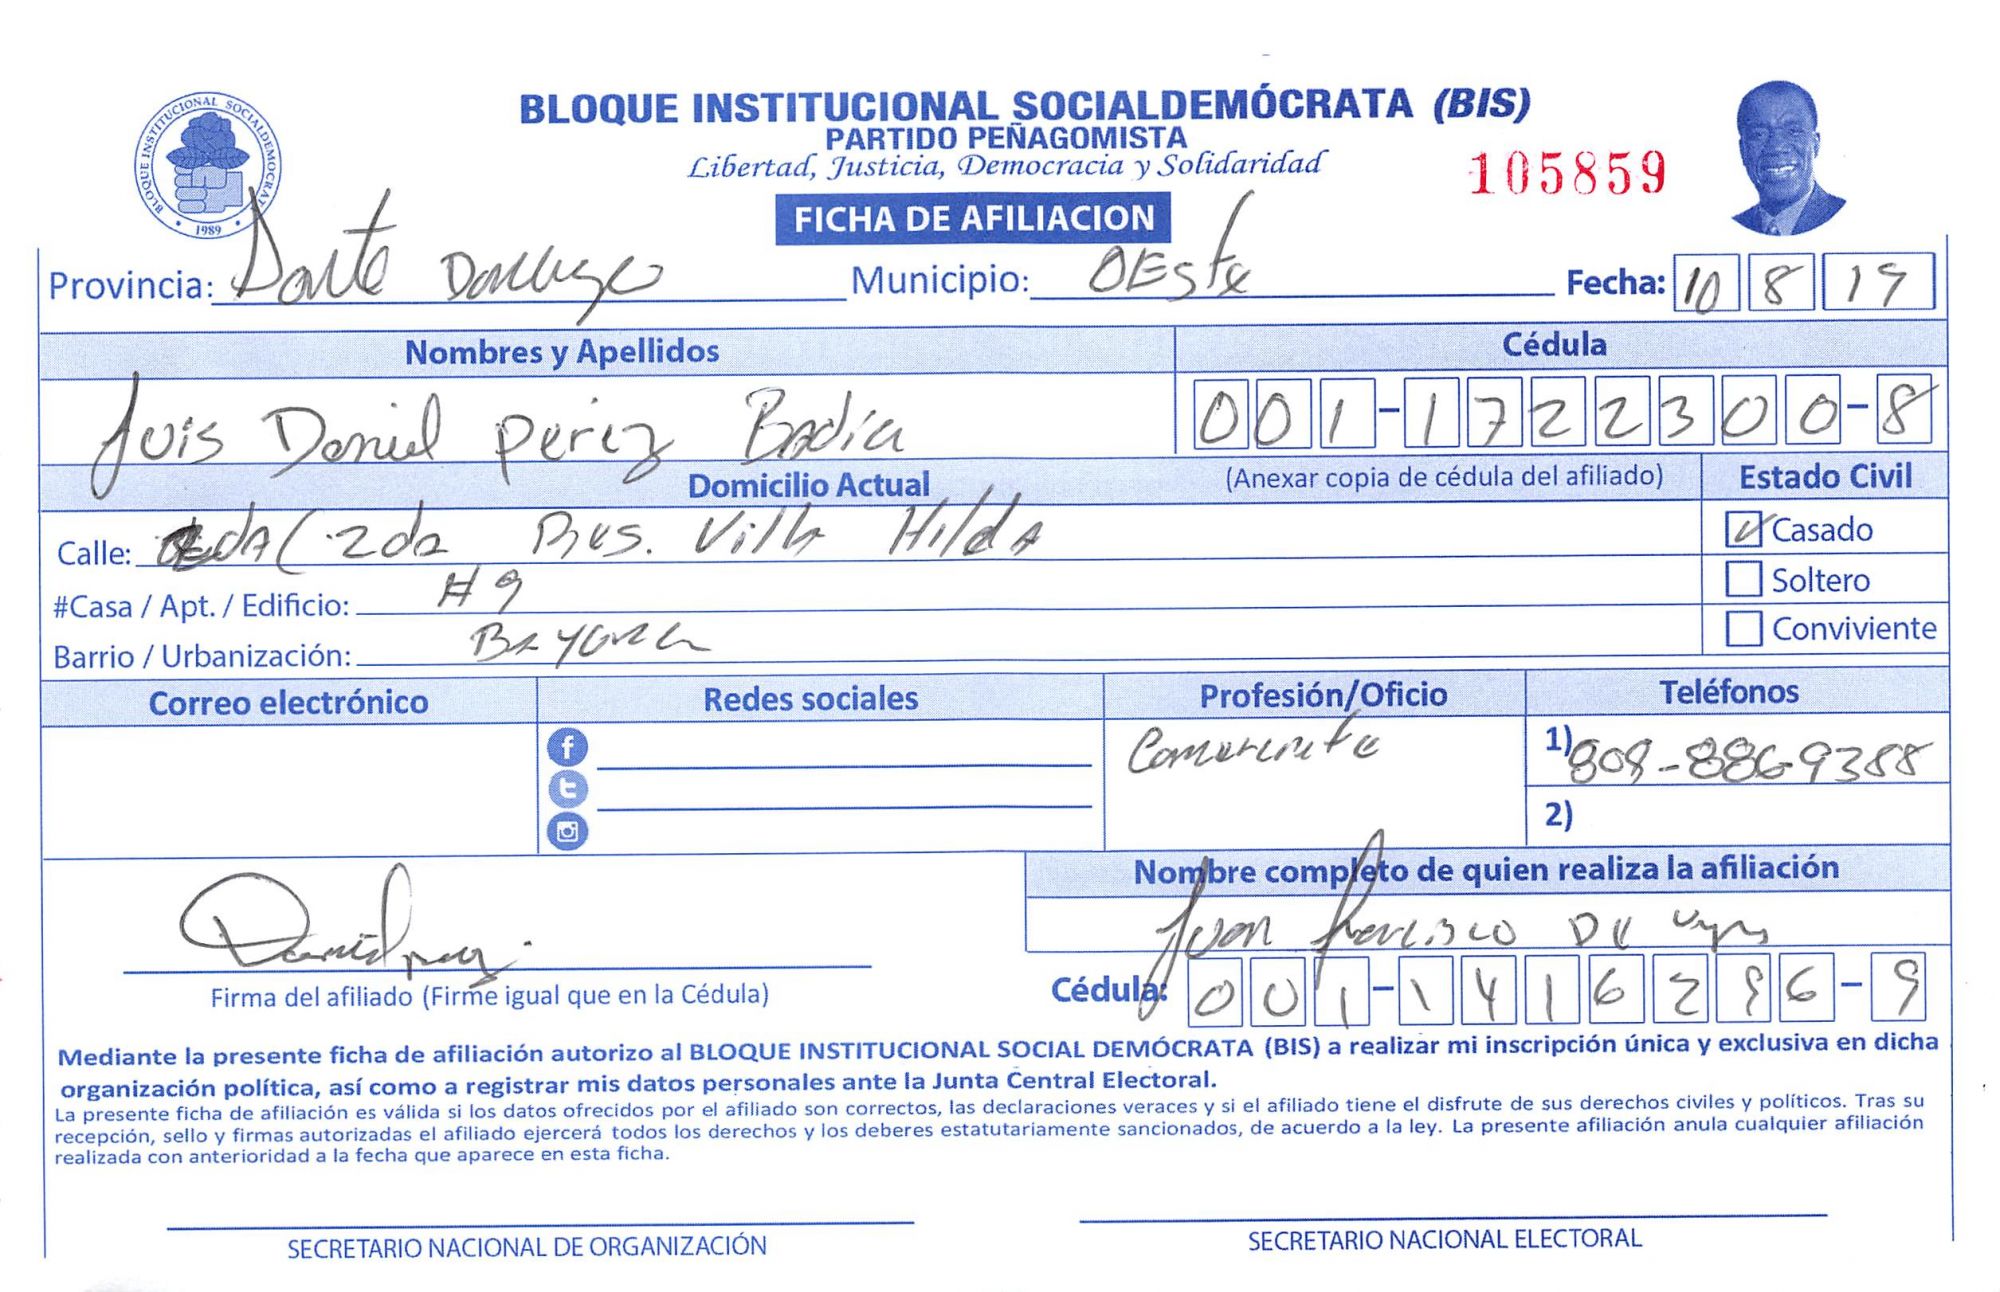 BLOQUE INSTITUCIONAL SOCIALDEMOCRATA
1989
BLOQUE INSTITUCIONAL SOCIALDEMÓCRATA (BIS)
PARTIDO PEÑAGOMISTA
Libertad, Justicia, Democracia y Solidaridad
105859
FICHA DE AFILIACION
Provincia: Santo Domingo Municipio: OEste Fecha: 10 8 19
Nombres y Apellidos Cédula
Luis Daniel Perez Badia 001-1722300-8
Domicilio Actual (Anexar copia de cédula del afiliado) Estado Civil
Calle: 2da Res. Villa Hilda Casado
#Casa / Apt. / Edificio: #9 Soltero
Barrio / Urbanización: Bayona Conviviente
Correo electrónico Redes sociales Profesión/Oficio Teléfonos
Comerciante 1) 809-886-9388
2)
Nombre completo de quien realiza la afiliación
Juan Francisco De
Daniel
Firma del afiliado (Firme igual que en la Cédula) Cédula: 001-1416296-9
Mediante la presente ficha de afiliación autorizo al BLOQUE INSTITUCIONAL SOCIAL DEMÓCRATA (BIS) a realizar mi inscripción única y exclusiva en dicha
organización política, así como a registrar mis datos personales ante la Junta Central Electoral.
La presente ficha de afiliación es válida si los datos ofrecidos por el afiliado son correctos, las declaraciones veraces y si el afiliado tiene el disfrute de sus derechos civiles y políticos. Tras su
recepción, sello y firmas autorizadas el afiliado ejercerá todos los derechos y los deberes estatutariamente sancionados, de acuerdo a la ley. La presente afiliación anula cualquier afiliación
realizada con anterioridad a la fecha que aparece en esta ficha.
SECRETARIO NACIONAL DE ORGANIZACIÓN SECRETARIO NACIONAL ELECTORAL